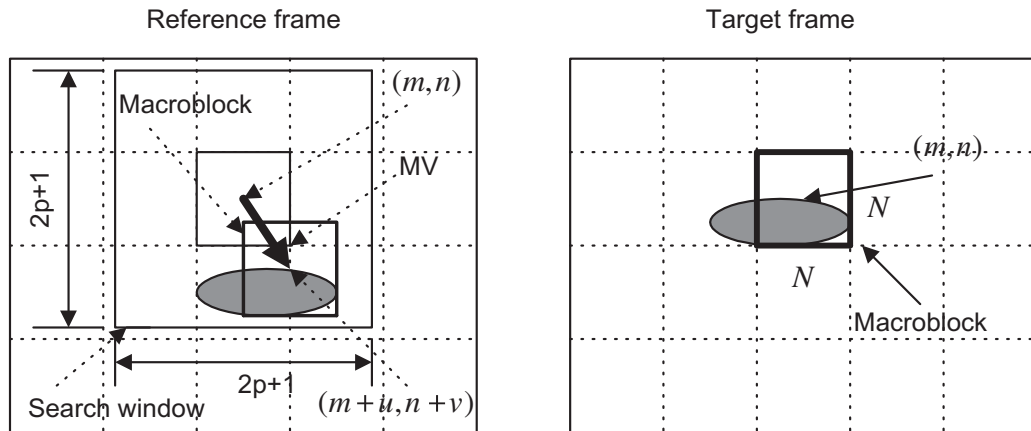 Reference frame
Target frame
(m,n)
Macroblock
MV
2p+1
(m,n)
N
N
Macroblock
2p+1
Search window
(m+u,n+v)